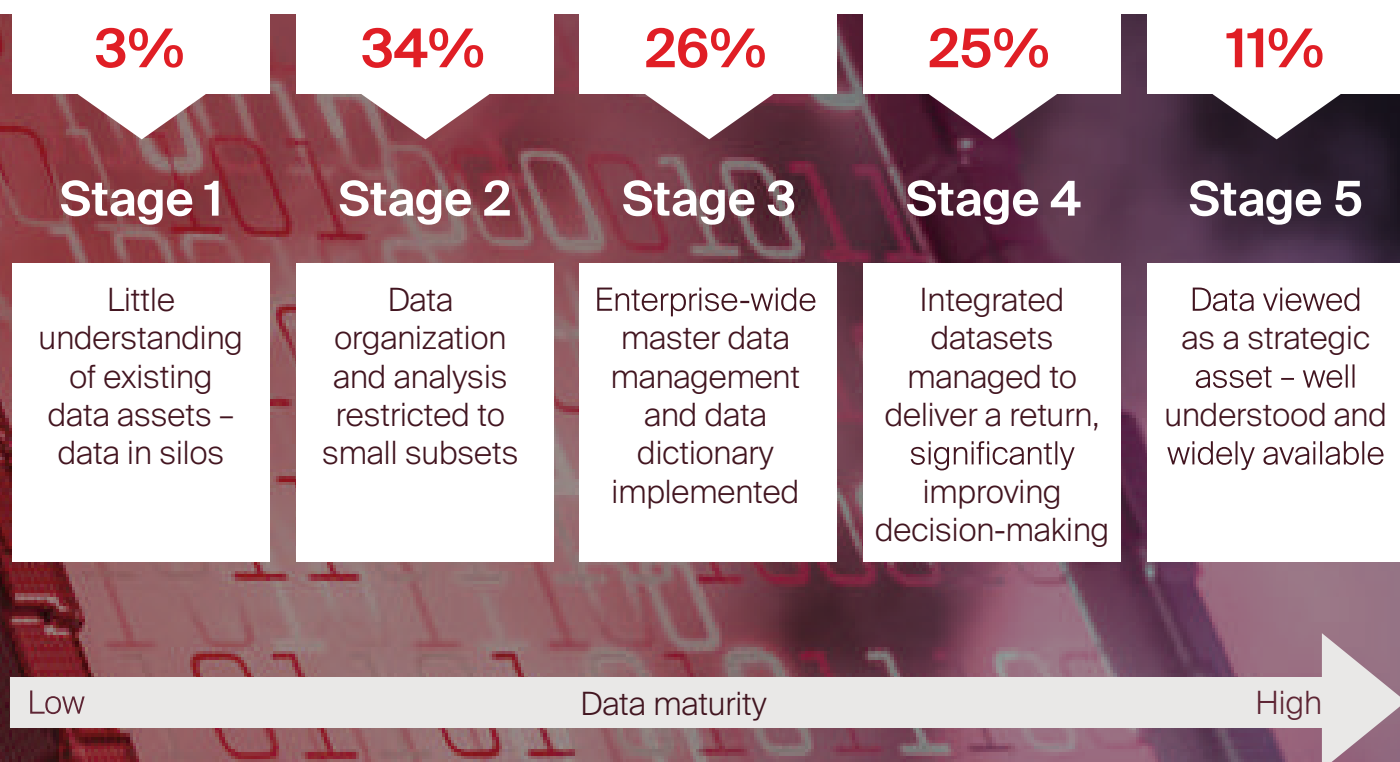 3%
34%
26%
25%
11%
Stage 1
Stage 2
Stage 3
Stage 4
Stage 5
Little
understanding
of existing
data assets –
data in silos
Data
organization
and analysis
restricted to
small subsets
Enterprise-wide
master data
management
and data
dictionary
implemented
Integrated
datasets
managed to
deliver a return,
significantly
improving
decision-making
Data viewed
as a strategic
asset – well
understood and
widely available
Low
Data maturity
High